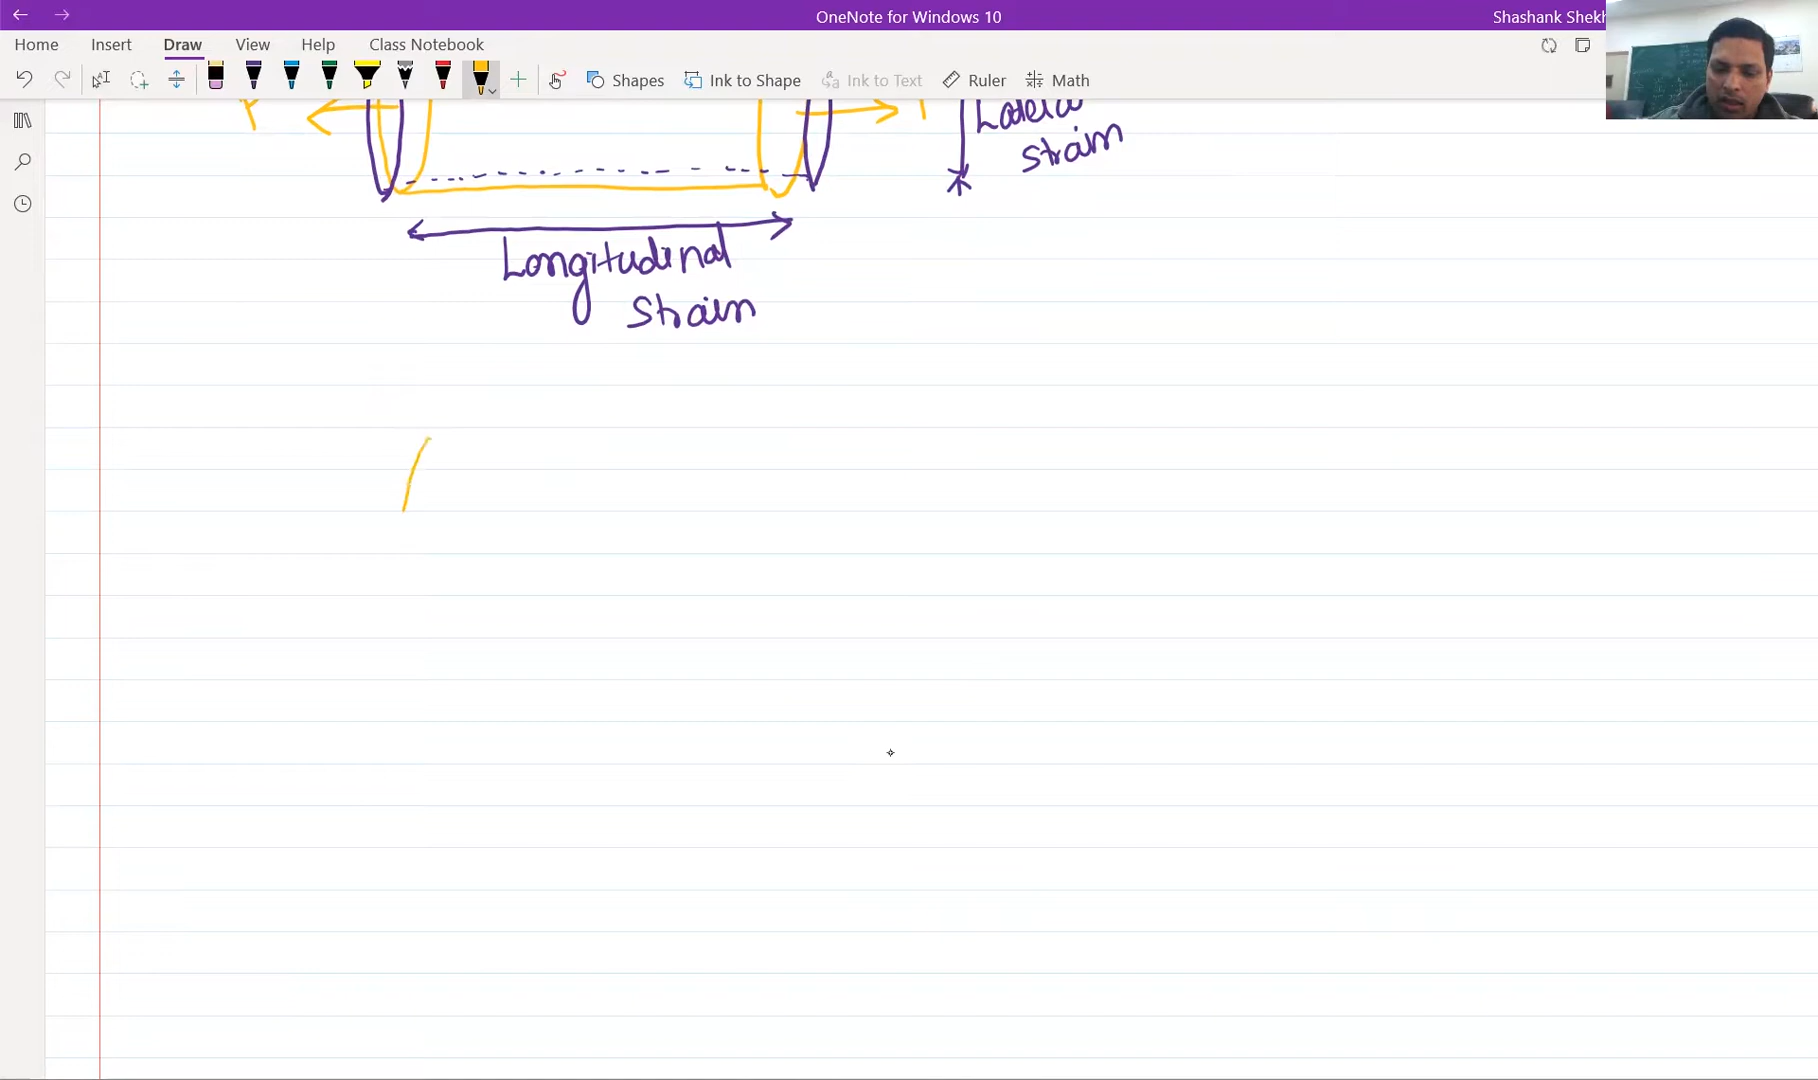 OneNote for Windows 10
Shashank Shekh
Home Insert Draw View Help Class Notebook
Shapes Ink to Shape Ink to Text Ruler Math
P
strain
Longitudinal
strain